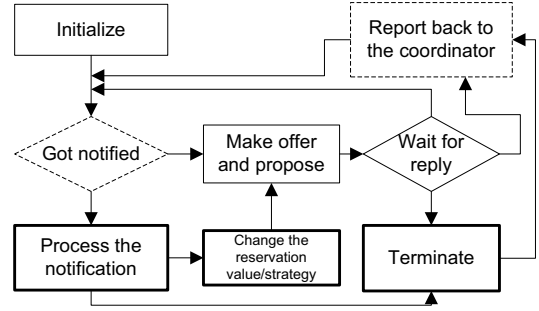 Initialize
Report back to
the coordinator
Got notified
Make offer
and propose
Wait for
reply
Process the
notification
Change the
reservation
value/strategy
Terminate